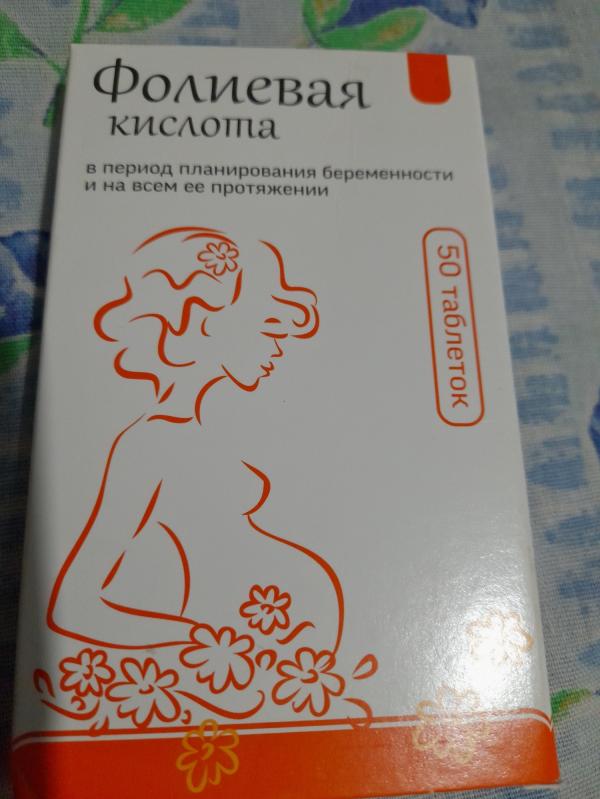 Фолиевая
кислота
в период планирования беременности
и на всем ее протяжении
50 таблеток